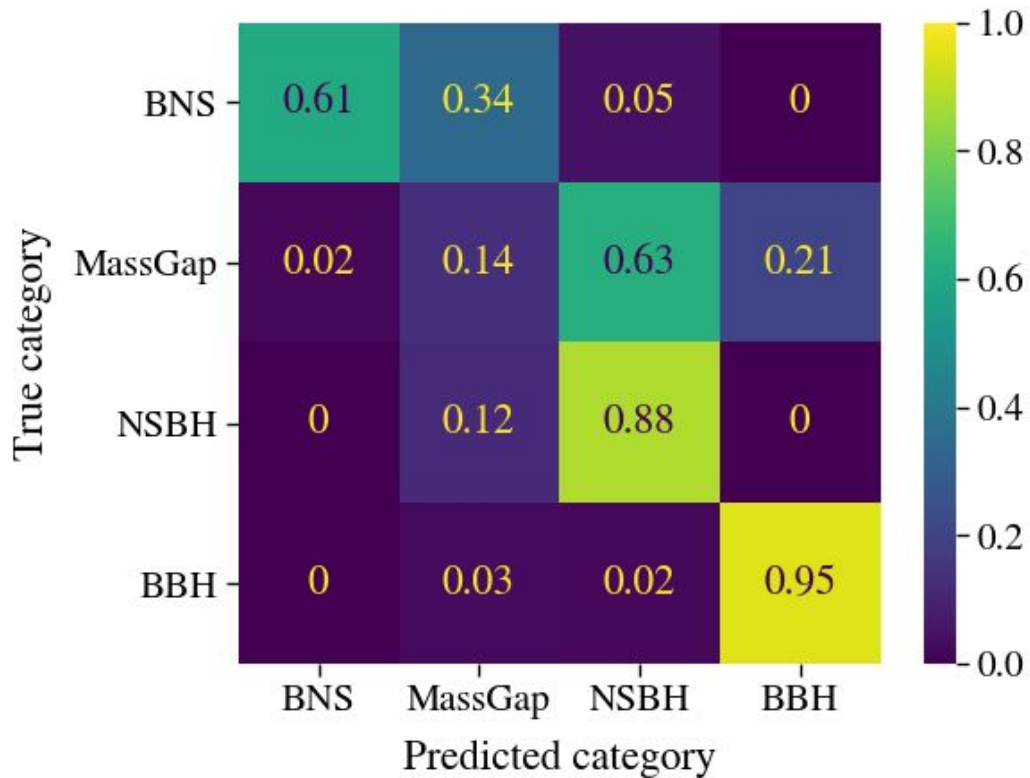 BNS 0.61 0.34 0.05 0
MassGap 0.02 0.14 0.63 0.21
NSBH 0 0.12 0.88 0
BBH 0 0.03 0.02 0.95
BNS MassGap NSBH BBH
Predicted category
True category
1.0
0.8
0.6
0.4
0.2
0.0